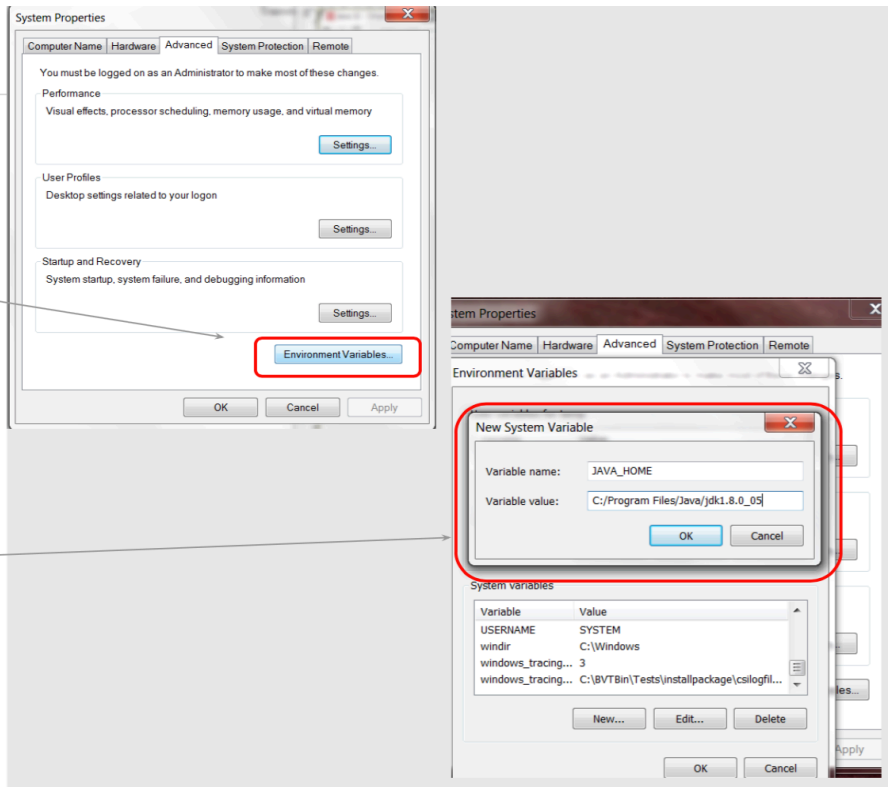 System Properties
Computer Name Hardware Advanced System Protection Remote
You must be logged on as an Administrator to make most of these changes.
Performance
Visual effects, processor scheduling, memory usage, and virtual memory
Settings...
User Profiles
Desktop settings related to your logon
Settings...
Startup and Recovery
System startup, system failure, and debugging information
Settings...
Environment Variables...
OK Cancel Apply
stem Properties
Computer Name Hardware Advanced System Protection Remote
Environment Variables
s.
New System Variable
Variable name: JAVA_HOME
Variable value: C:/Program Files/Java/jdk1.8.0_05
OK Cancel
System variables
Variable Value
USERNAME SYSTEM
windir C:\Windows
windows_tracing... 3
windows_tracing... C:\BVTBin\Tests\installpackage\csilogfil...
les...
New... Edit... Delete
Apply
OK Cancel